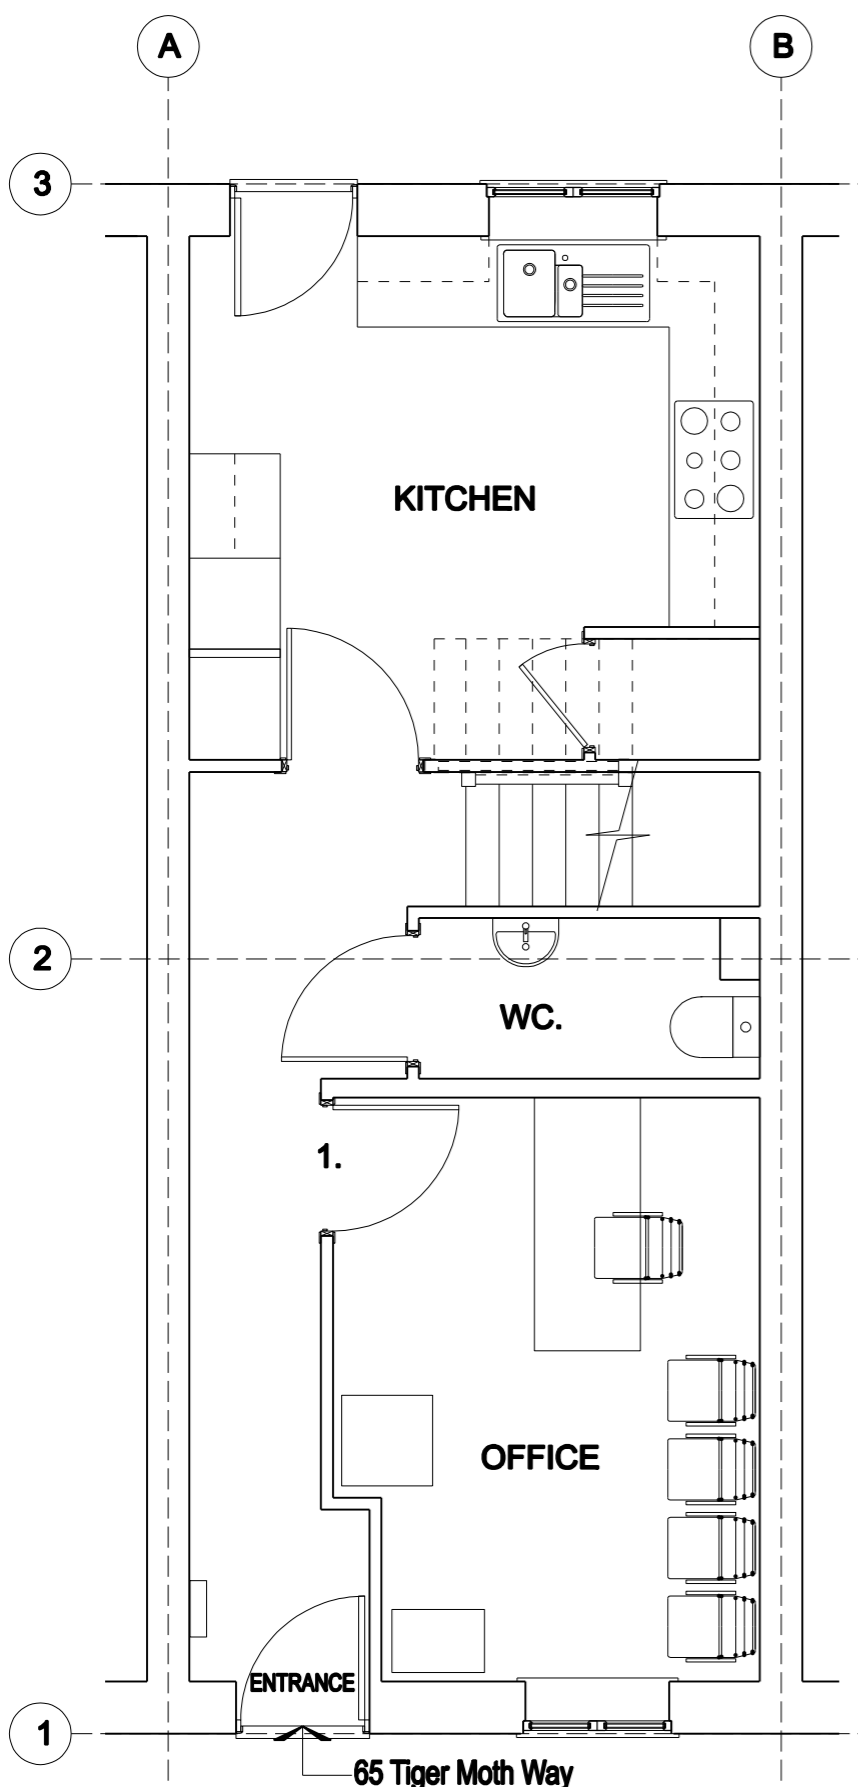 A
B
3
KITCHEN
2
WC.
1.
OFFICE
ENTRANCE
1
65 Tiger Moth Way